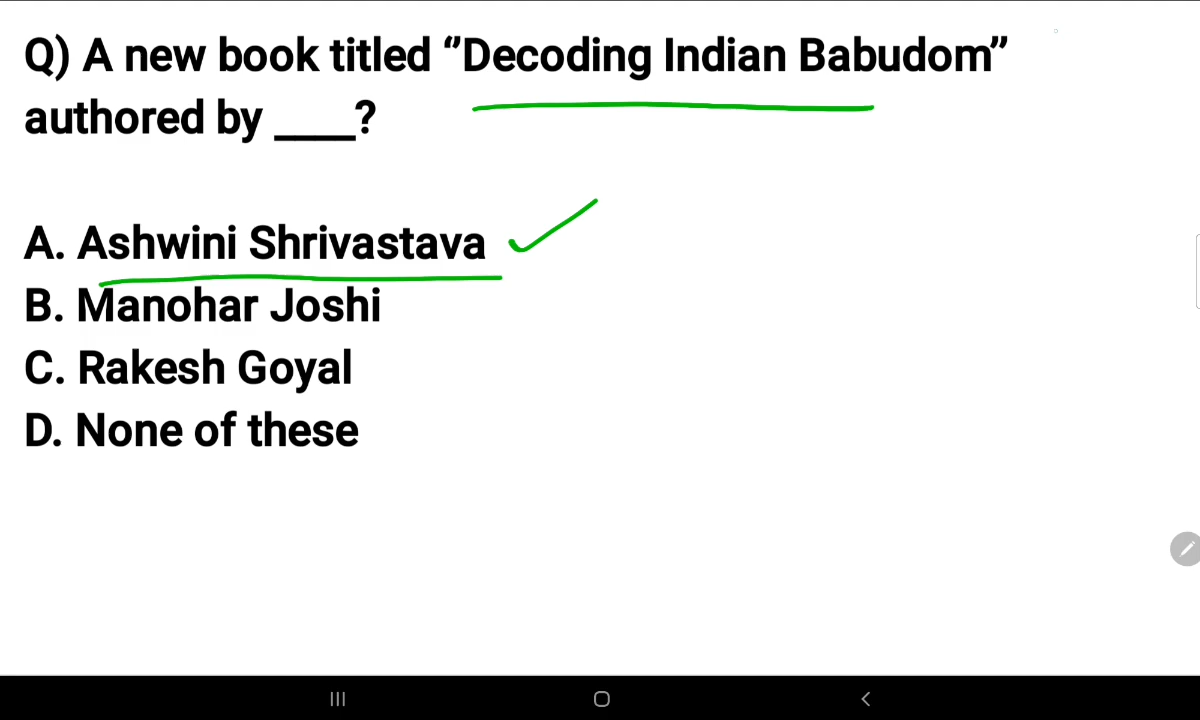 Q) A new book titled “Decoding Indian Babudom”
authored by ____?
A. Ashwini Shrivastava
B. Manohar Joshi
C. Rakesh Goyal
D. None of these